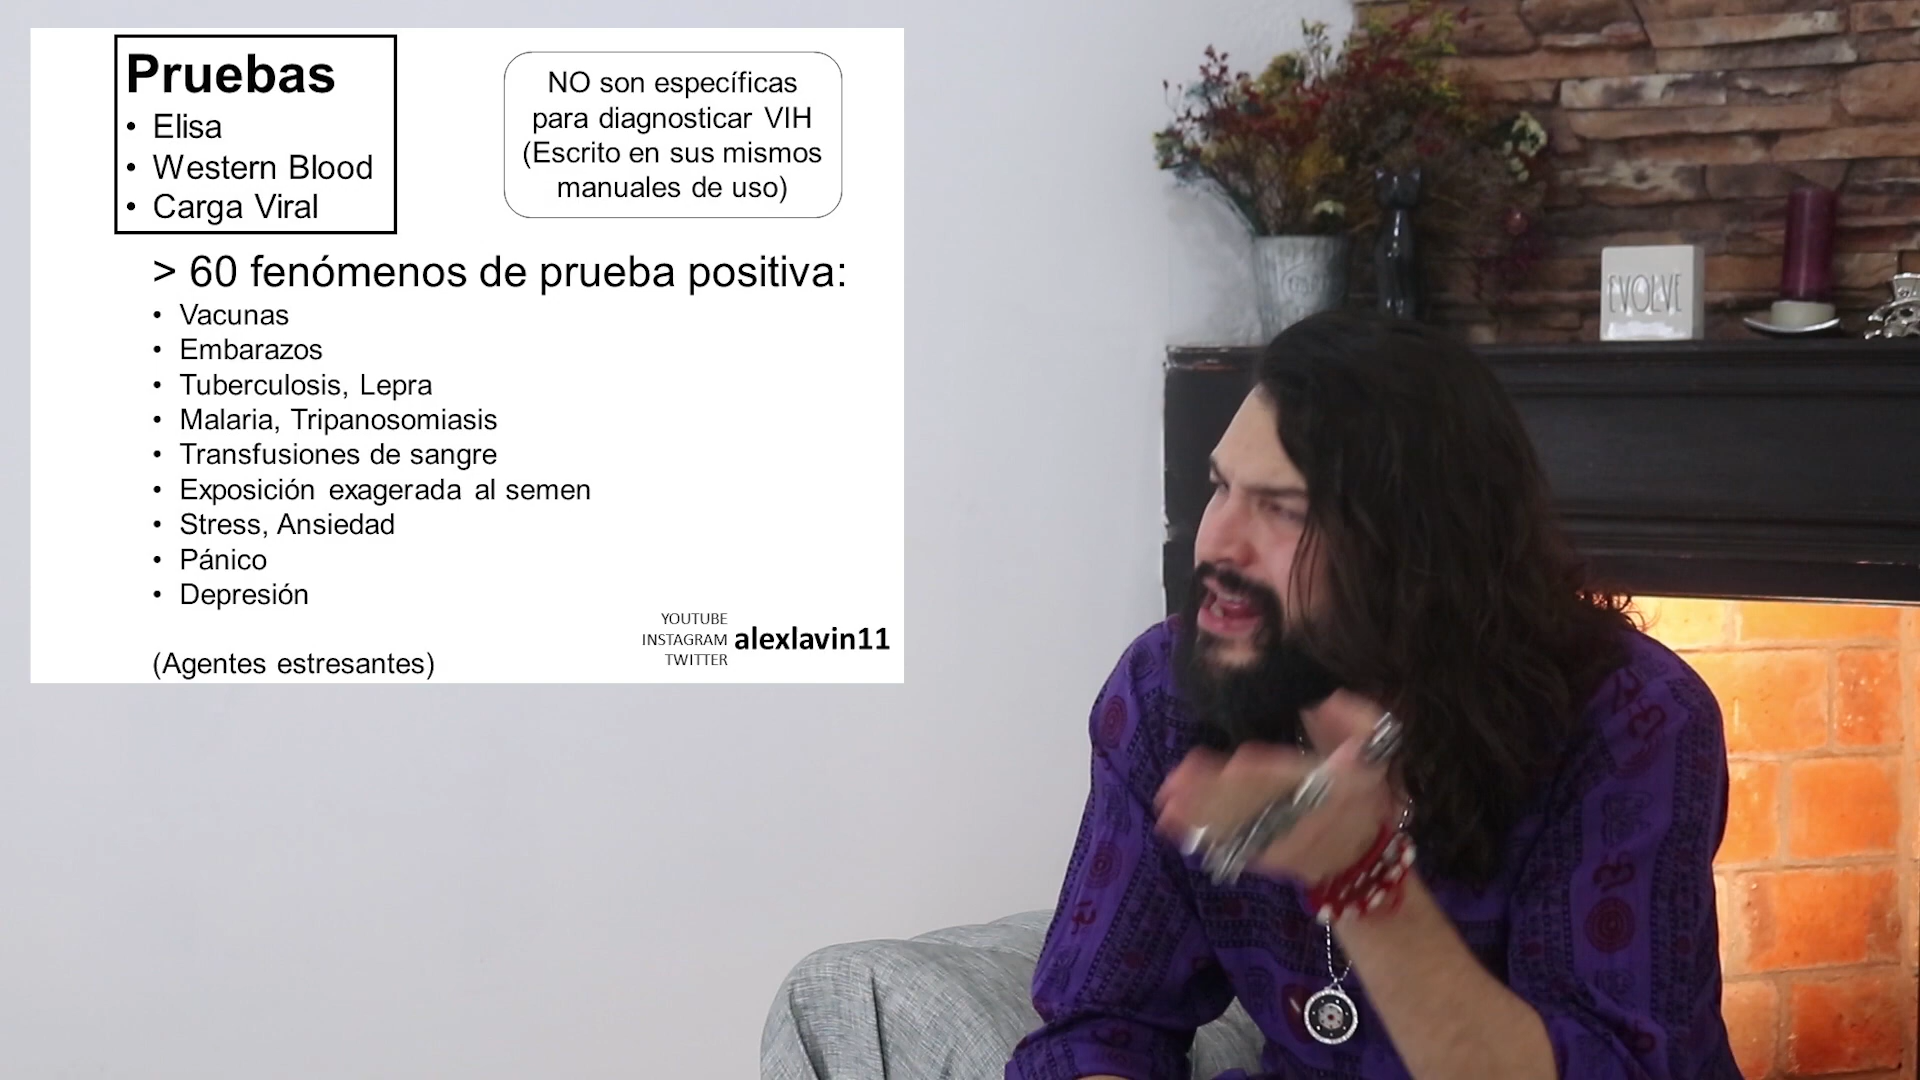 Pruebas
• Elisa
• Western Blood
• Carga Viral
NO son específicas
para diagnosticar VIH
(Escrito en sus mismos
manuales de uso)
> 60 fenómenos de prueba positiva:
• Vacunas
• Embarazos
• Tuberculosis, Lepra
• Malaria, Tripanosomiasis
• Transfusiones de sangre
• Exposición exagerada al semen
• Stress, Ansiedad
• Pánico
• Depresión
(Agentes estresantes)
YOUTUBE
INSTAGRAM alexlavin11
TWITTER
EVOLVE